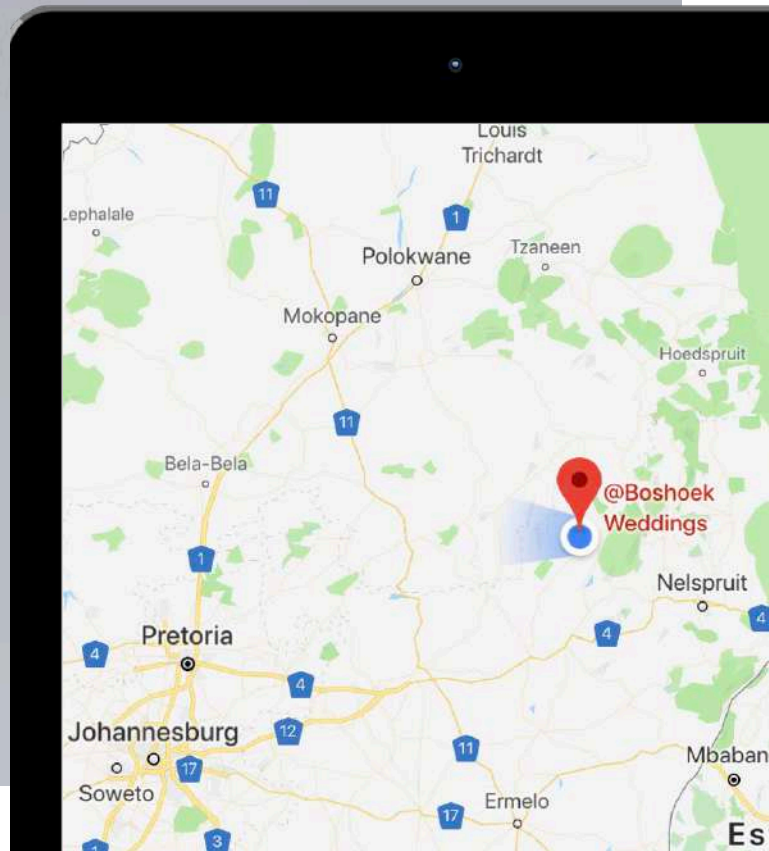 Louis
Trichardt
11
Lephalale
1
Polokwane
Tzaneen
Mokopane
Hoedspruit
11
Bela-Bela
@Boshoek
Weddings
1
Nelspruit
4
Pretoria
4
4
4
Johannesburg
12
11
17
Mbaban
Soweto
17
Ermelo
3
1
Es